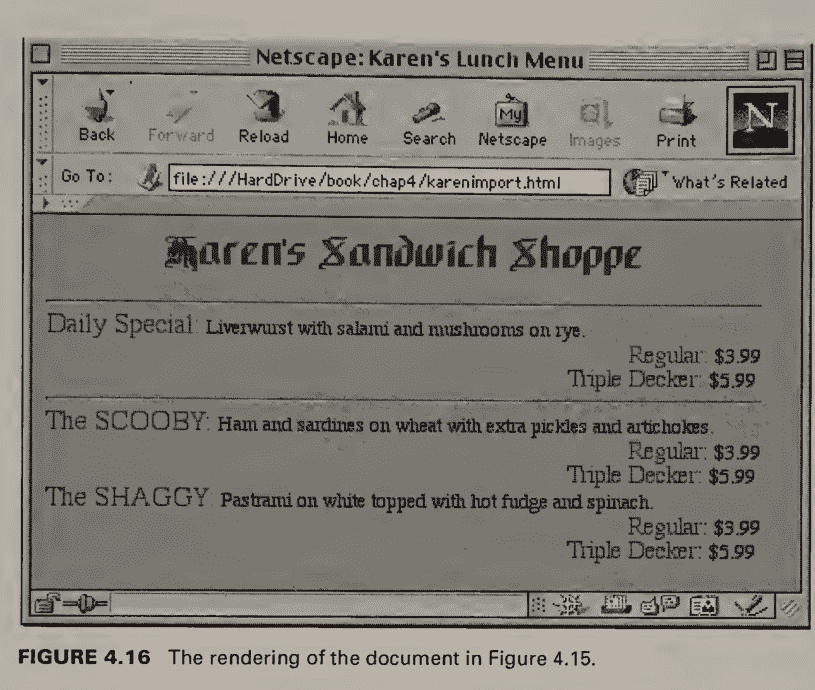 Netscape: Karen's Lunch Menu
Back Forward Reload Home Search Netscape Images Print
My
N
Go To: file:///HardDrive/book/chap4/karenimport.html What's Related
Karen's Sandwich Shoppe
Daily Special: Liverwurst with salami and mushrooms on rye.
Regular: $3.99
Triple Decker: $5.99
The SCOOBY: Ham and sardines on wheat with extra pickles and artichokes.
Regular: $3.99
Triple Decker: $5.99
The SHAGGY: Pastrami on white topped with hot fudge and spinach.
Regular: $3.99
Triple Decker: $5.99
FIGURE 4.16 The rendering of the document in Figure 4.15.